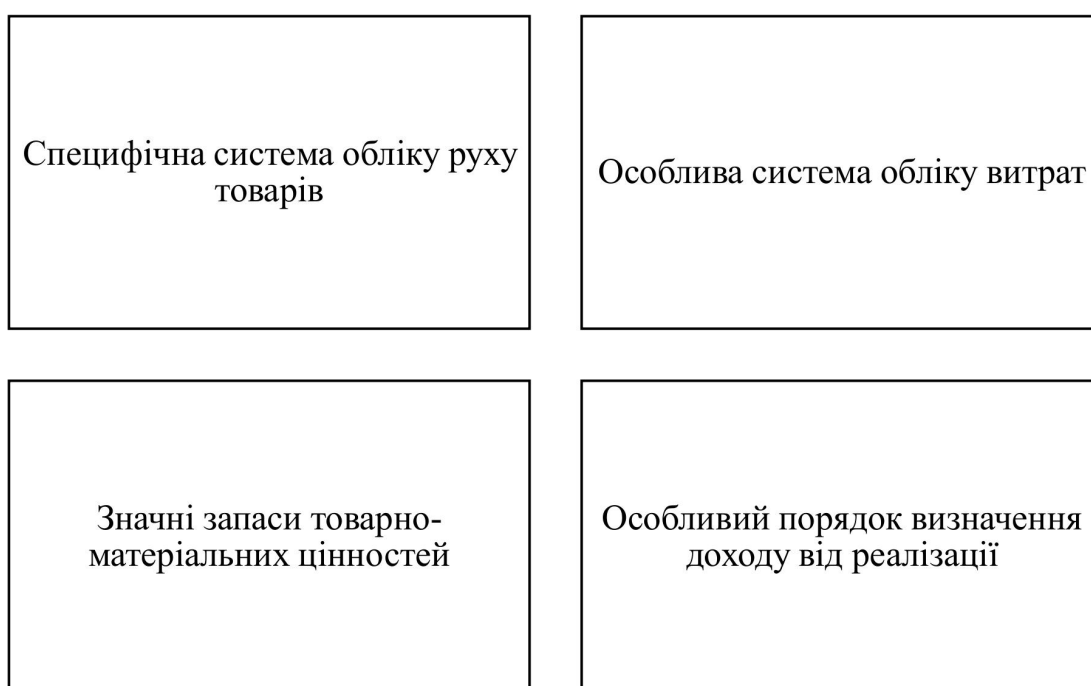 Специфічна система обліку руху
товарів
Особлива система обліку витрат
Значні запаси товарно-
матеріальних цінностей
Особливий порядок визначення
доходу від реалізації